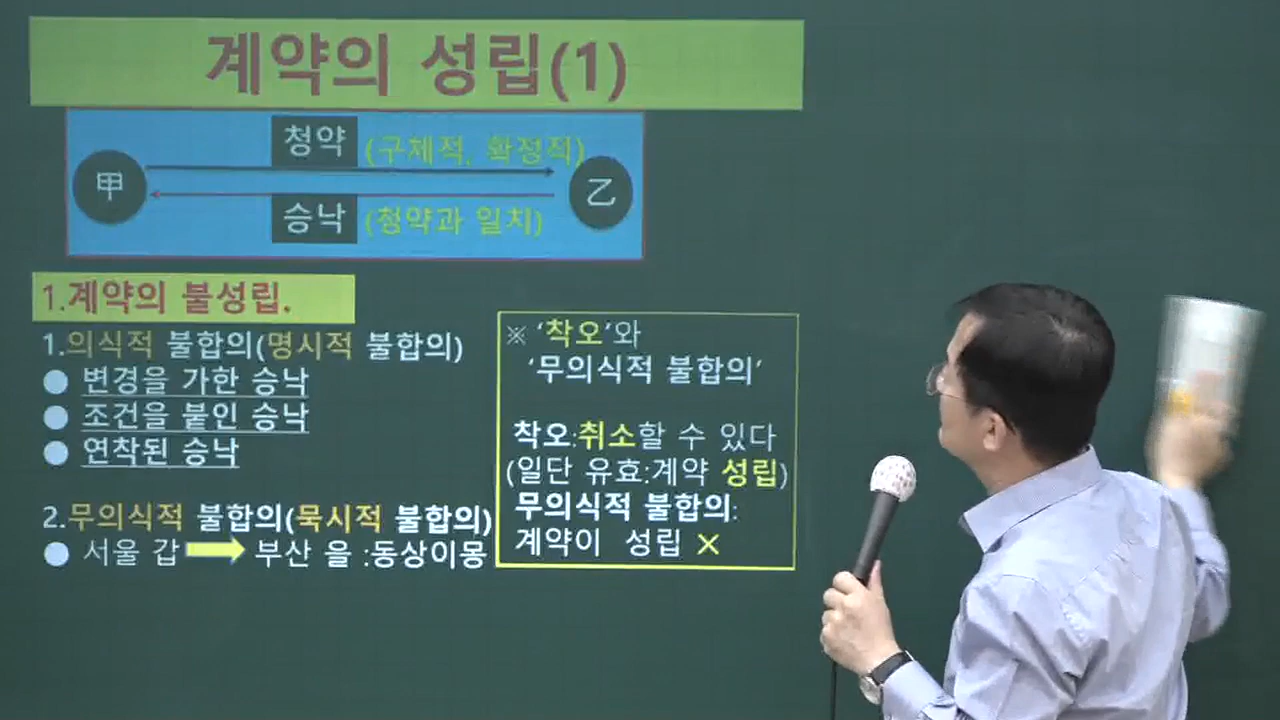 계약의 성립(1)
청약 (구체적, 확정적)
甲
乙
승낙 (청약과 일치)
1.계약의 불성립.
1.의식적 불합의(명시적 불합의)
● 변경을 가한 승낙
● 조건을 붙인 승낙
● 연착된 승낙
2.무의식적 불합의(묵시적 불합의)
● 서울 갑 부산 을 :동상이몽
※ ‘착오’와
‘무의식적 불합의’
착오:취소할 수 있다
(일단 유효:계약 성립)
무의식적 불합의:
계약이 성립 ×